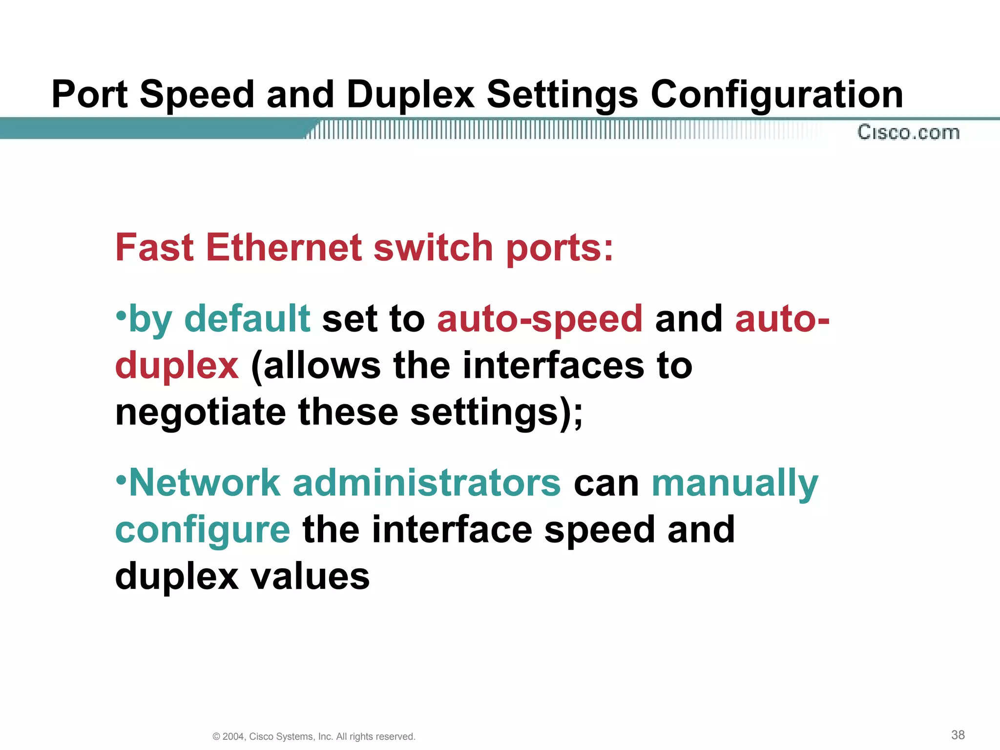 Port Speed and Duplex Settings Configuration
Cisco.com
Fast Ethernet switch ports:
•by default set to auto-speed and auto-
duplex (allows the interfaces to
negotiate these settings);
•Network administrators can manually
configure the interface speed and
duplex values
© 2004, Cisco Systems, Inc. All rights reserved.
38